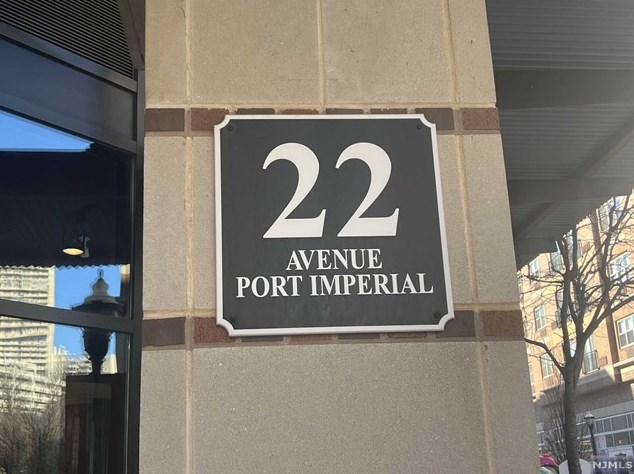 22
AVENUE
PORT IMPERIAL
NJMLS